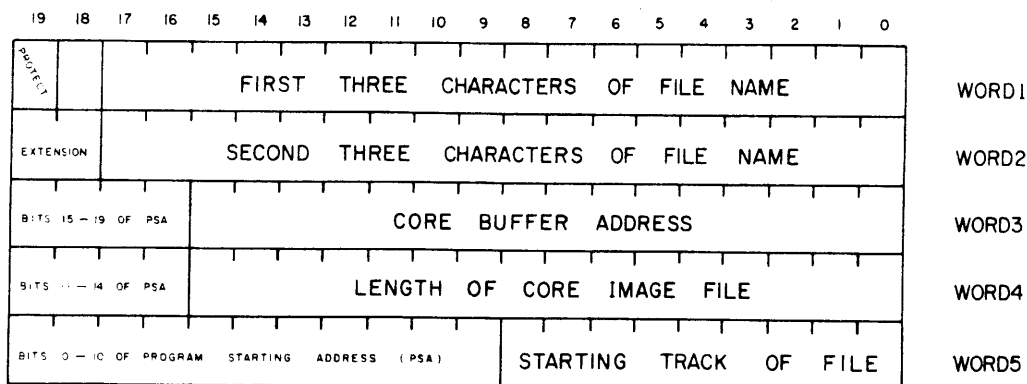 19 18 17 16 15 14 13 12 11 10 9 8 7 6 5 4 3 2 1 0
PROTECT FIRST THREE CHARACTERS OF FILE NAME WORD1
EXTENSION SECOND THREE CHARACTERS OF FILE NAME WORD2
BITS 15 – 19 OF PSA CORE BUFFER ADDRESS WORD3
BITS 11 – 14 OF PSA LENGTH OF CORE IMAGE FILE WORD4
BITS 0 – 10 OF PROGRAM STARTING ADDRESS (PSA) STARTING TRACK OF FILE WORD5